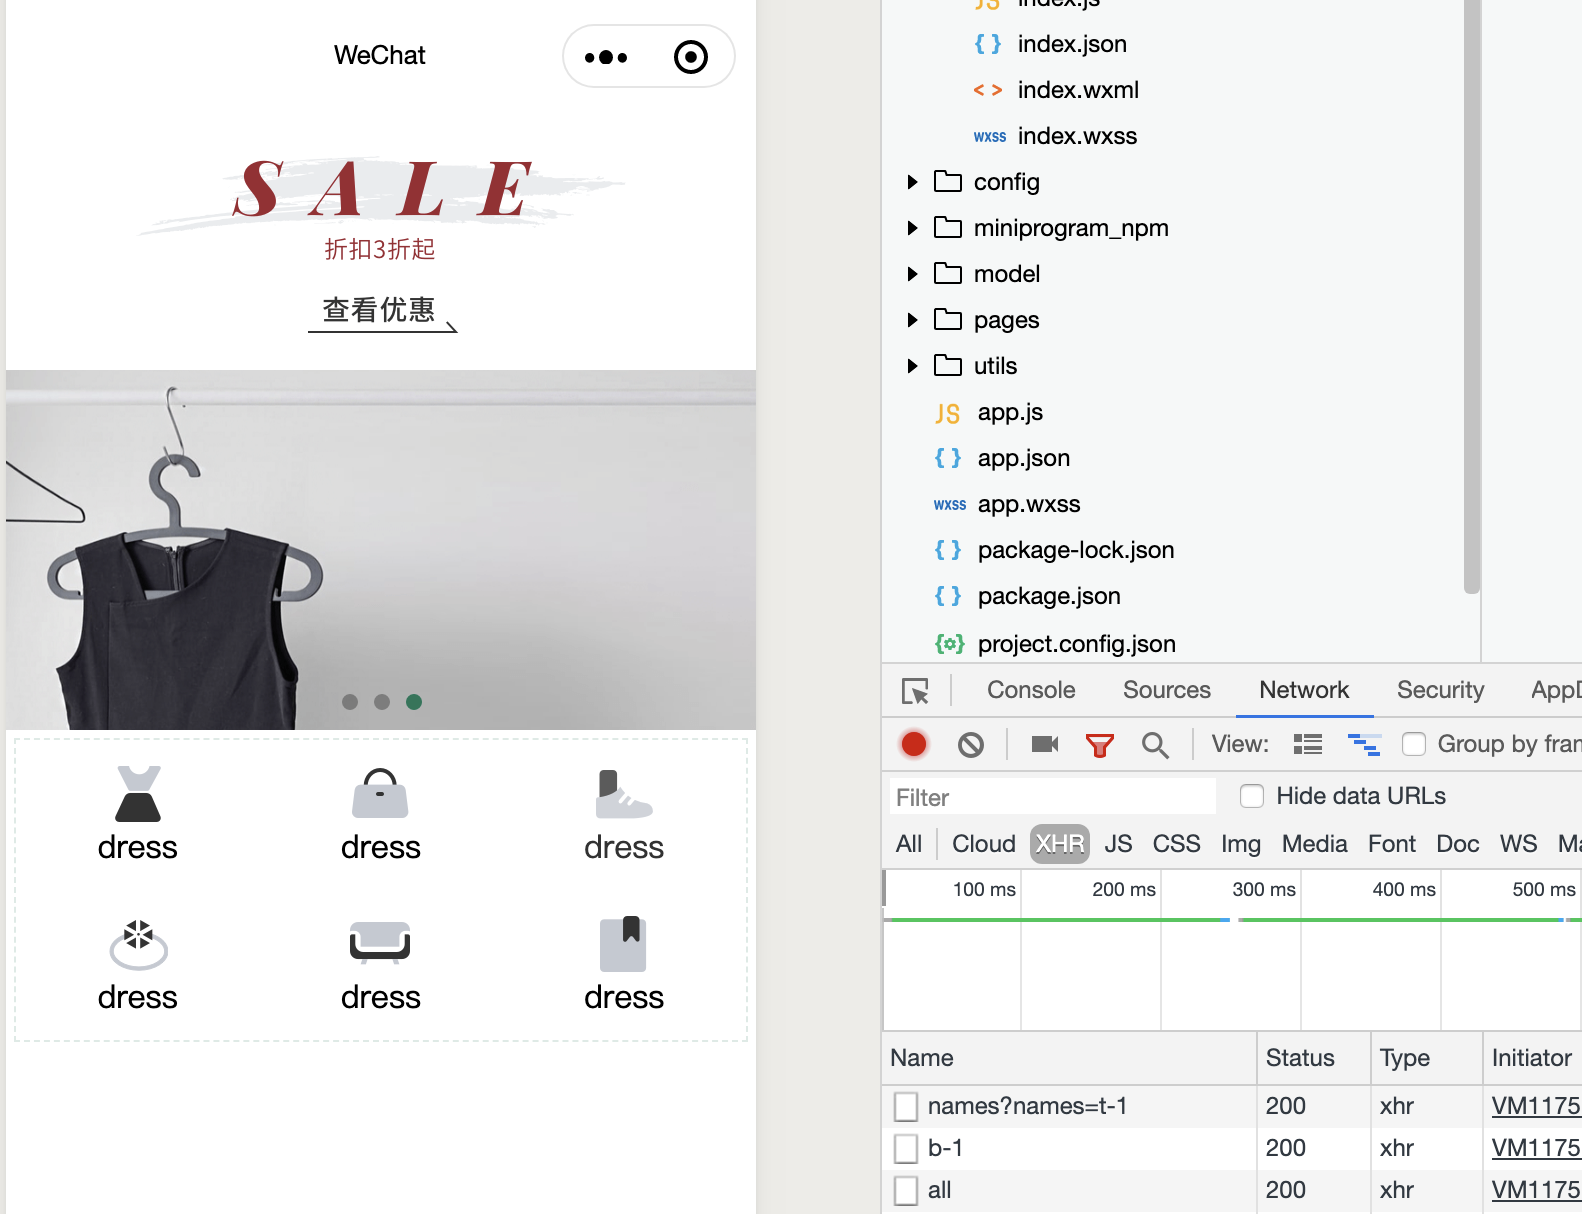 WeChat
SALE
折扣3折起
查看优惠
dress
dress
dress
dress
dress
dress
JS index.js
{ } index.json
< > index.wxml
wxss index.wxss
config
miniprogram_npm
model
pages
utils
JS app.js
{ } app.json
wxss app.wxss
{ } package-lock.json
{ } package.json
project.config.json
Console Sources Network Security
View: Group by
Filter Hide data URLs
All Cloud XHR JS CSS Img Media Font Doc WS
100 ms 200 ms 300 ms 400 ms 500 ms
Name Status Type Initiator
names?names=t-1 200 xhr VM1175
b-1 200 xhr VM1175
all 200 xhr VM1175